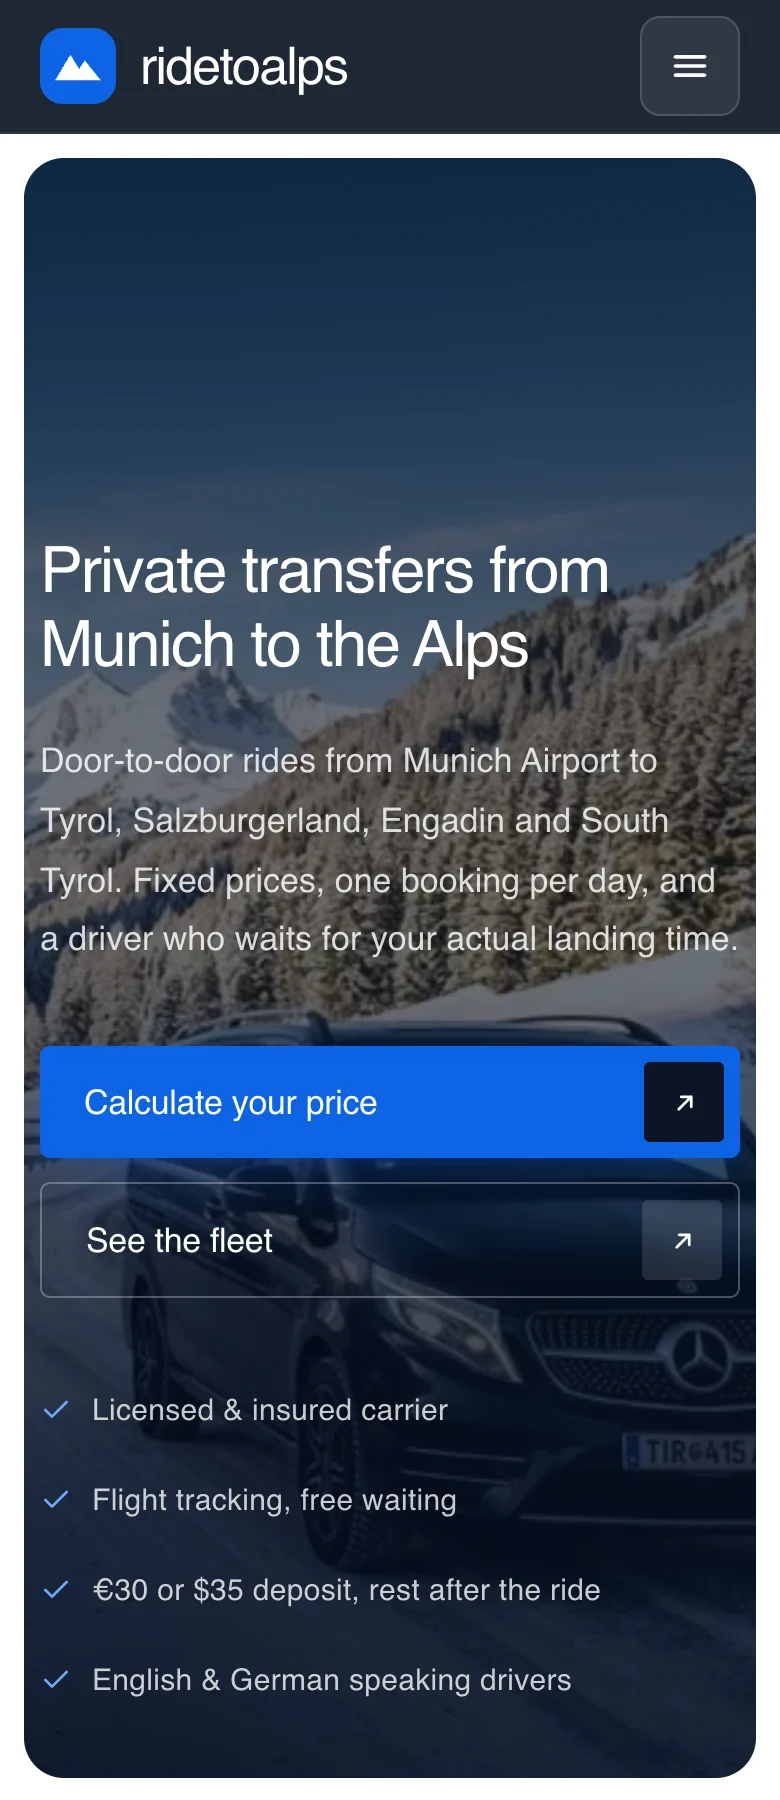 ridetoalps
Private transfers from
Munich to the Alps
Door-to-door rides from Munich Airport to
Tyrol, Salzburgerland, Engadin and South
Tyrol. Fixed prices, one booking per day, and
a driver who waits for your actual landing time.
Calculate your price
See the fleet
TIR 415
Licensed & insured carrier
Flight tracking, free waiting
€30 or $35 deposit, rest after the ride
English & German speaking drivers